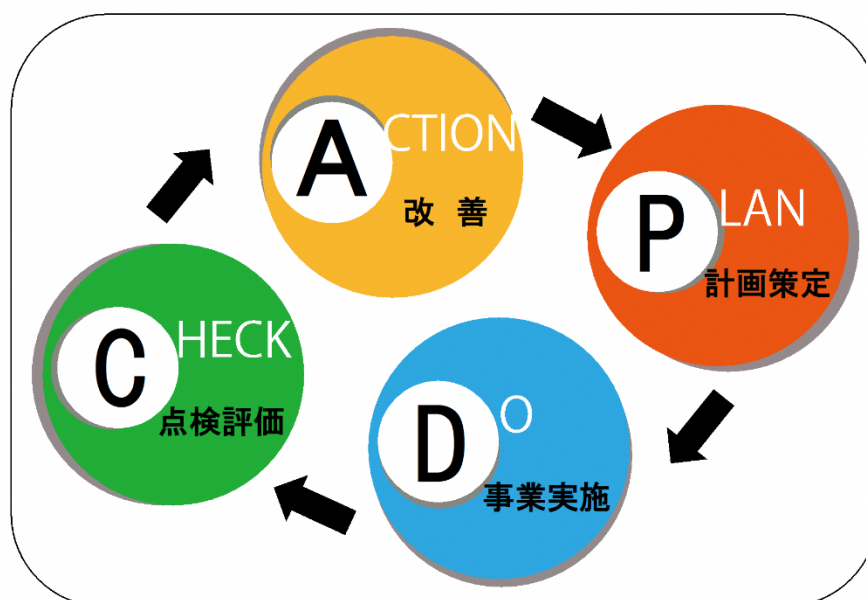 ACTION
改 善
PLAN
計画策定
DO
事業実施
CHECK
点検評価